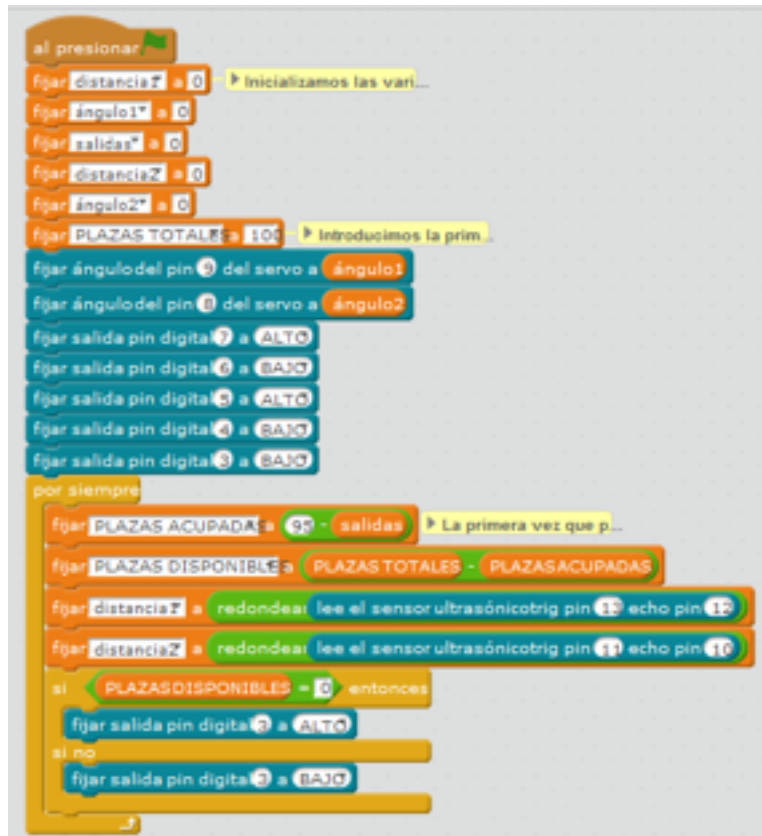 al presionar
fijar distancia1 a 0 Inicializamos las vari...
fijar ángulo1 a 0
fijar salidas a 0
fijar distancia2 a 0
fijar ángulo2 a 0
fijar PLAZAS TOTALES a 100 Introducimos la prim...
fijar ángulo del pin 9 del servo a ángulo1
fijar ángulo del pin 8 del servo a ángulo2
fijar salida pin digital 7 a ALTO
fijar salida pin digital 6 a BAJO
fijar salida pin digital 5 a ALTO
fijar salida pin digital 4 a BAJO
fijar salida pin digital 3 a BAJO
por siempre
fijar PLAZAS ACUPADAS a 95 - salidas La primera vez que p...
fijar PLAZAS DISPONIBLES a PLAZAS TOTALES - PLAZAS ACUPADAS
fijar distancia1 a redondear lee el sensor ultrasónico trig pin 13 echo pin 12
fijar distancia2 a redondear lee el sensor ultrasónico trig pin 11 echo pin 10
si PLAZAS DISPONIBLES = 0 entonces
fijar salida pin digital 3 a ALTO
si no
fijar salida pin digital 3 a BAJO